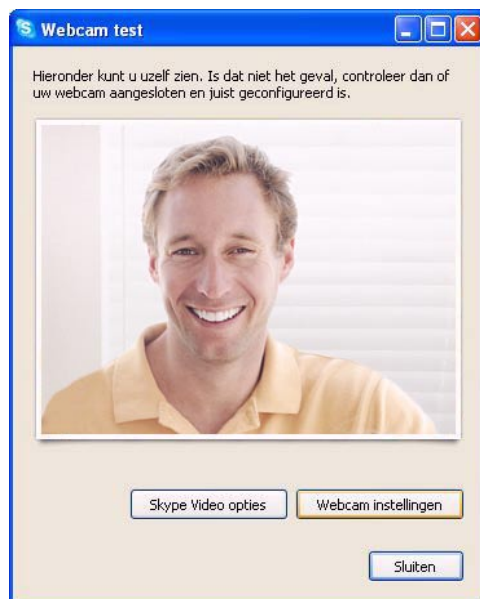 Webcam test
Hieronder kunt u uzelf zien. Is dat niet het geval, controleer dan of
uw webcam aangesloten en juist geconfigureerd is.
Skype Video opties
Webcam instellingen
Sluiten